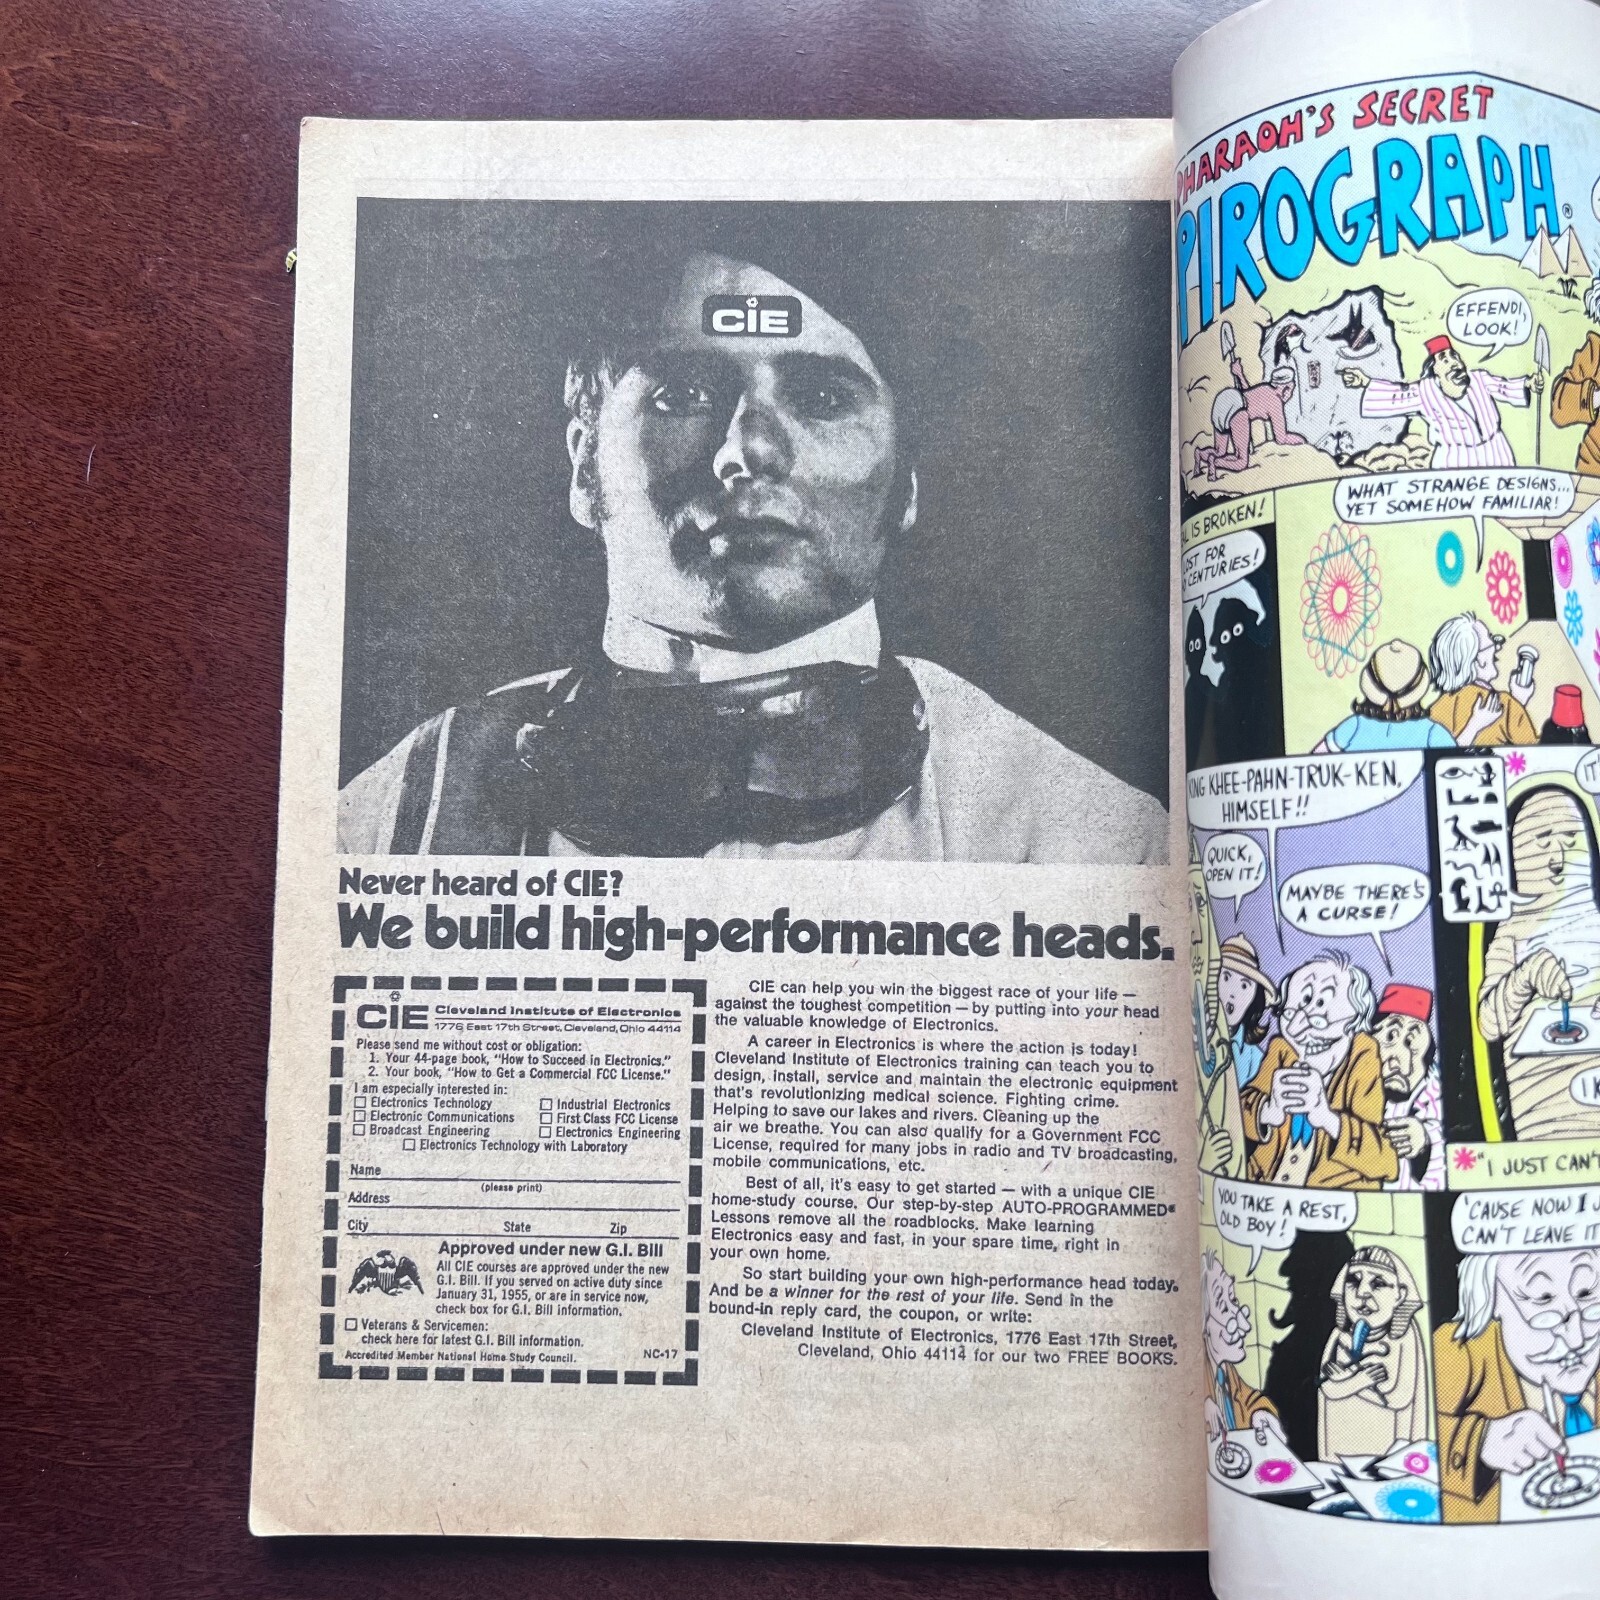 CIE
Never heard of CIE?
We build high-performance heads.
CIE Cleveland Institute of Electronics
1776 East 17th Street, Cleveland, Ohio 44114
Please send me without cost or obligation:
1. Your 44-page book, "How to Succeed in Electronics."
2. Your book, "How to Get a Commercial FCC License."
I am especially interested in:
Electronics Technology
Electronic Communications
Broadcast Engineering
Industrial Electronics
First Class FCC License
Electronics Engineering
Electronics Technology with Laboratory
Name
(please print)
Address
City State Zip
Approved under new G.I. Bill
All CIE courses are approved under the new
G.I. Bill. If you served on active duty since
January 31, 1955, or are in service now,
check box for G.I. Bill information.
Veterans & Servicemen:
check here for latest G.I. Bill information.
Accredited Member National Home Study Council. NC-17
CIE can help you win the biggest race of your life —
against the toughest competition — by putting into your head
the valuable knowledge of Electronics.
A career in Electronics is where the action is today!
Cleveland Institute of Electronics training can teach you to
design, install, service and maintain the electronic equipment
that's revolutionizing medical science. Fighting crime.
Helping to save our lakes and rivers. Cleaning up the
air we breathe. You can also qualify for a Government FCC
License, required for many jobs in radio and TV broadcasting,
mobile communications, etc.
Best of all, it's easy to get started — with a unique CIE
home-study course. Our step-by-step AUTO-PROGRAMMED®
Lessons remove all the roadblocks. Make learning
Electronics easy and fast, in your spare time, right in
your own home.
So start building your own high-performance head today.
And be a winner for the rest of your life. Send in the
bound-in reply card, the coupon, or write:
Cleveland Institute of Electronics, 1776 East 17th Street,
Cleveland, Ohio 44114 for our two FREE BOOKS.
PHARAOH'S SECRET
PIROGRAPH®
EFFENDI,
LOOK!
WHAT STRANGE DESIGNS...
YET SOMEHOW FAMILIAR!
IS BROKEN!
FOR
CENTURIES!
KHEE-PAHN-TRUK-KEN,
HIMSELF!!
QUICK,
OPEN IT!
MAYBE THERE'S
A CURSE!
*"I JUST CAN'T
YOU TAKE A REST,
OLD BOY!
'CAUSE NOW I
CAN'T LEAVE IT